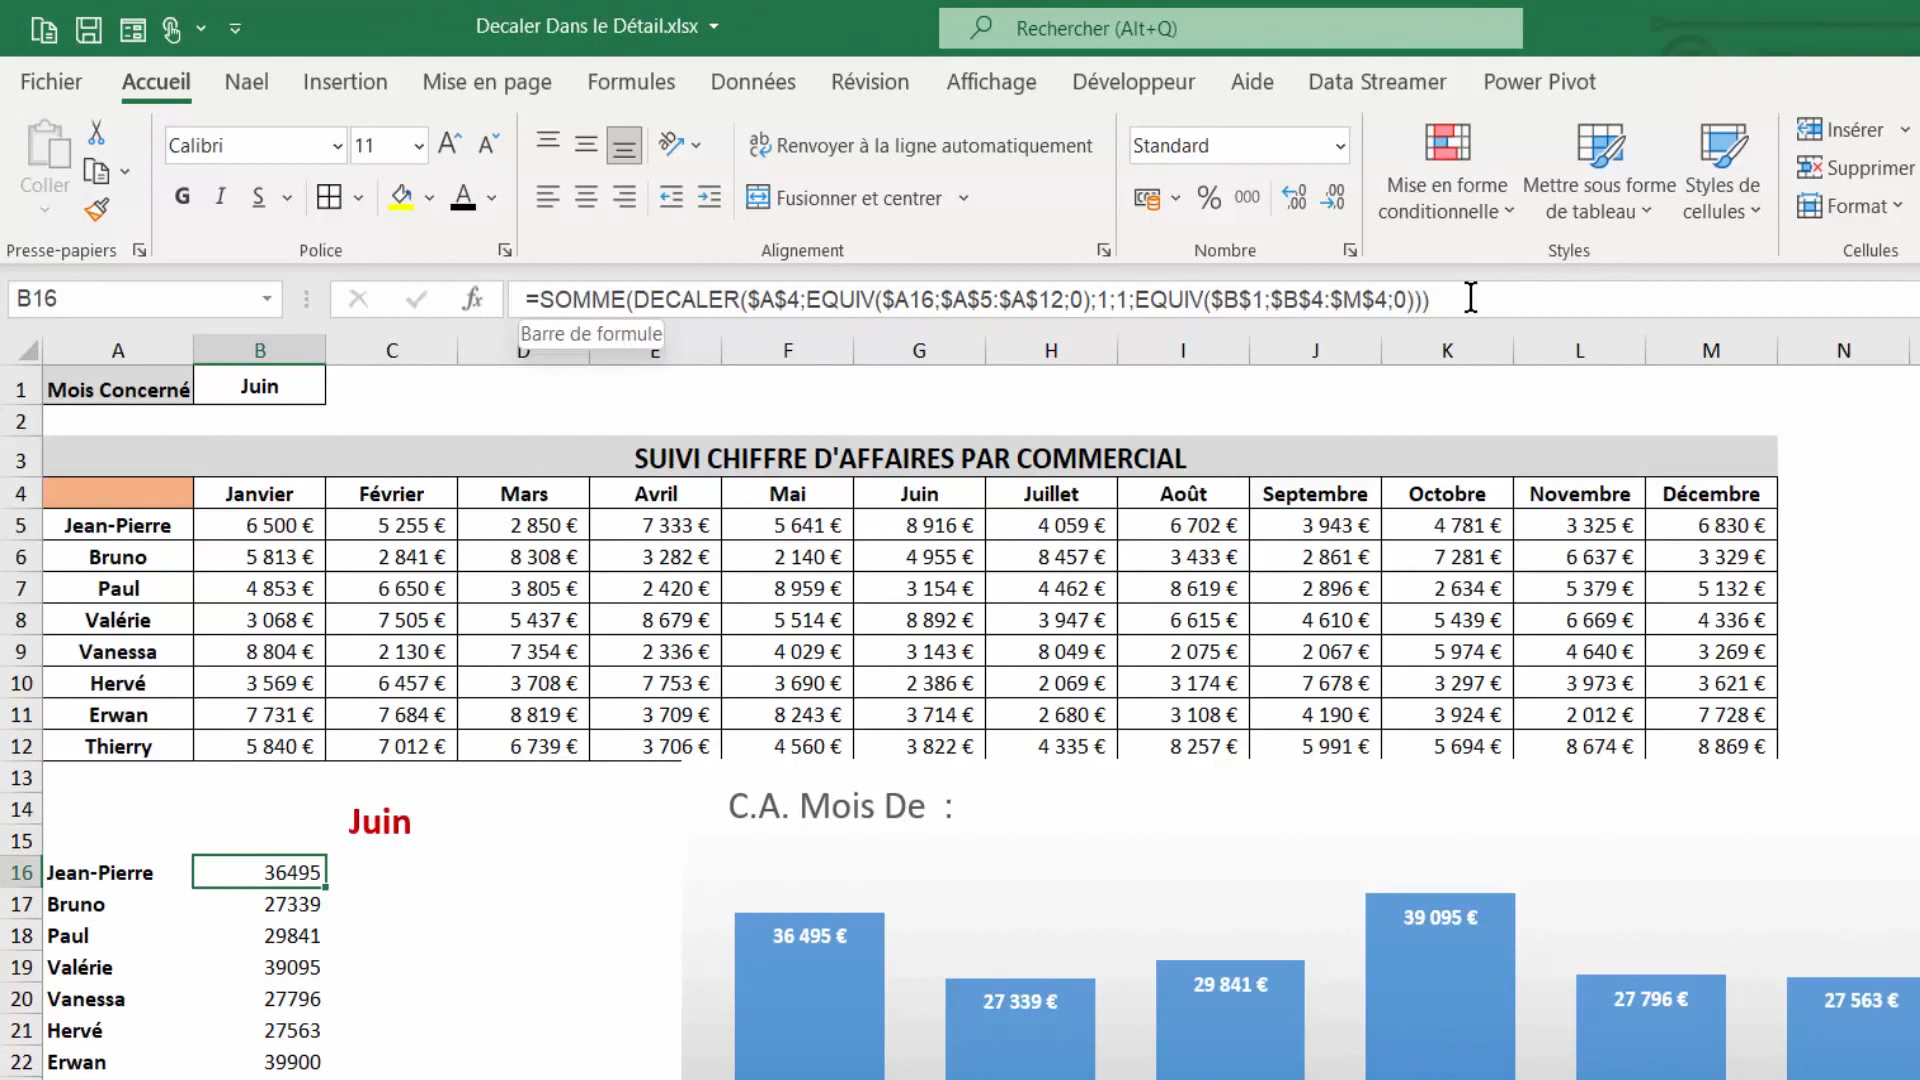 Decaler Dans le Détail.xlsx
Rechercher (Alt+Q)
Fichier Accueil Nael Insertion Mise en page Formules Données Révision Affichage Développeur Aide Data Streamer Power Pivot
Coller
Calibri 11
Renvoyer à la ligne automatiquement
Standard
Mise en forme conditionnelle
Mettre sous forme de tableau
Styles de cellules
Insérer
Supprimer
Format
G I S
Fusionner et centrer
% 000
Presse-papiers Police Alignement Nombre Styles Cellules
B16 fx =SOMME(DECALER($A$4;EQUIV($A16;$A$5:$A$12;0);1;1;EQUIV($B$1;$B$4:$M$4;0)))
Barre de formule
A B C D E F G H I J K L M N
1 Mois Concerné Juin
2
3 SUIVI CHIFFRE D'AFFAIRES PAR COMMERCIAL
4 Janvier Février Mars Avril Mai Juin Juillet Août Septembre Octobre Novembre Décembre
5 Jean-Pierre 6 500 € 5 255 € 2 850 € 7 333 € 5 641 € 8 916 € 4 059 € 6 702 € 3 943 € 4 781 € 3 325 € 6 830 €
6 Bruno 5 813 € 2 841 € 8 308 € 3 282 € 2 140 € 4 955 € 8 457 € 3 433 € 2 861 € 7 281 € 6 637 € 3 329 €
7 Paul 4 853 € 6 650 € 3 805 € 2 420 € 8 959 € 3 154 € 4 462 € 8 619 € 2 896 € 2 634 € 5 379 € 5 132 €
8 Valérie 3 068 € 7 505 € 5 437 € 8 679 € 5 514 € 8 892 € 3 947 € 6 615 € 4 610 € 5 439 € 6 669 € 4 336 €
9 Vanessa 8 804 € 2 130 € 7 354 € 2 336 € 4 029 € 3 143 € 8 049 € 2 075 € 2 067 € 5 974 € 4 640 € 3 269 €
10 Hervé 3 569 € 6 457 € 3 708 € 7 753 € 3 690 € 2 386 € 2 069 € 3 174 € 7 678 € 3 297 € 3 973 € 3 621 €
11 Erwan 7 731 € 7 684 € 8 819 € 3 709 € 8 243 € 3 714 € 2 680 € 3 108 € 4 190 € 3 924 € 2 012 € 7 728 €
12 Thierry 5 840 € 7 012 € 6 739 € 3 706 € 4 560 € 3 822 € 4 335 € 8 257 € 5 991 € 5 694 € 8 674 € 8 869 €
13
14 Juin C.A. Mois De :
15
16 Jean-Pierre 36495
17 Bruno 27339
18 Paul 29841
19 Valérie 39095
20 Vanessa 27796
21 Hervé 27563
22 Erwan 39900
36 495 € 27 339 € 29 841 € 39 095 € 27 796 € 27 563 €